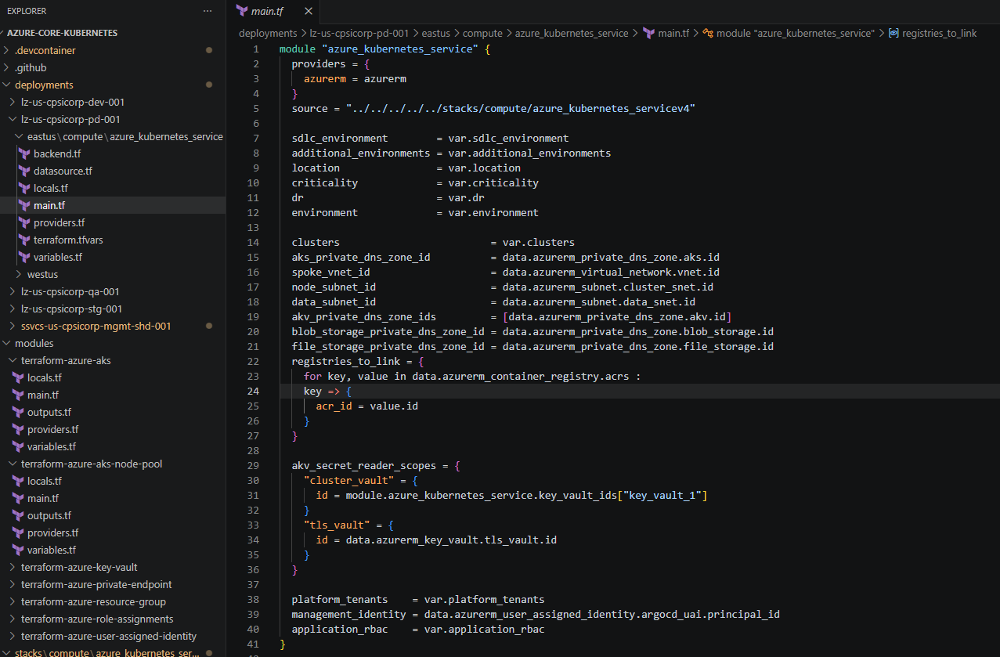 EXPLORER ...
AZURE-CORE-KUBERNETES
.devcontainer
.github
deployments
lz-us-cpsicorp-dev-001
lz-us-cpsicorp-pd-001
eastus\compute\azure_kubernetes_service
backend.tf
datasource.tf
locals.tf
main.tf
providers.tf
terraform.tfvars
variables.tf
westus
lz-us-cpsicorp-qa-001
lz-us-cpsicorp-stg-001
ssvcs-us-cpsicorp-mgmt-shd-001
modules
terraform-azure-aks
locals.tf
main.tf
outputs.tf
providers.tf
variables.tf
terraform-azure-aks-node-pool
locals.tf
main.tf
outputs.tf
providers.tf
variables.tf
terraform-azure-key-vault
terraform-azure-private-endpoint
terraform-azure-resource-group
terraform-azure-role-assignments
terraform-azure-user-assigned-identity
stacks\compute\azure_kubernetes_ser...
main.tf
deployments > lz-us-cpsicorp-pd-001 > eastus > compute > azure_kubernetes_service > main.tf > module "azure_kubernetes_service" > registries_to_link
1 module "azure_kubernetes_service" {
2   providers = {
3     azurerm = azurerm
4   }
5   source = "../../../../../stacks/compute/azure_kubernetes_servicev4"
6
7   sdlc_environment        = var.sdlc_environment
8   additional_environments = var.additional_environments
9   location                = var.location
10   criticality             = var.criticality
11   dr                      = var.dr
12   environment             = var.environment
13
14   clusters                         = var.clusters
15   aks_private_dns_zone_id          = data.azurerm_private_dns_zone.aks.id
16   spoke_vnet_id                    = data.azurerm_virtual_network.vnet.id
17   node_subnet_id                   = data.azurerm_subnet.cluster_snet.id
18   data_subnet_id                   = data.azurerm_subnet.data_snet.id
19   akv_private_dns_zone_ids         = [data.azurerm_private_dns_zone.akv.id]
20   blob_storage_private_dns_zone_id = data.azurerm_private_dns_zone.blob_storage.id
21   file_storage_private_dns_zone_id = data.azurerm_private_dns_zone.file_storage.id
22   registries_to_link = {
23     for key, value in data.azurerm_container_registry.acrs :
24     key => {
25       acr_id = value.id
26     }
27   }
28
29   akv_secret_reader_scopes = {
30     "cluster_vault" = {
31       id = module.azure_kubernetes_service.key_vault_ids["key_vault_1"]
32     }
33     "tls_vault" = {
34       id = data.azurerm_key_vault.tls_vault.id
35     }
36   }
37
38   platform_tenants    = var.platform_tenants
39   management_identity = data.azurerm_user_assigned_identity.argocd_uai.principal_id
40   application_rbac    = var.application_rbac
41 }